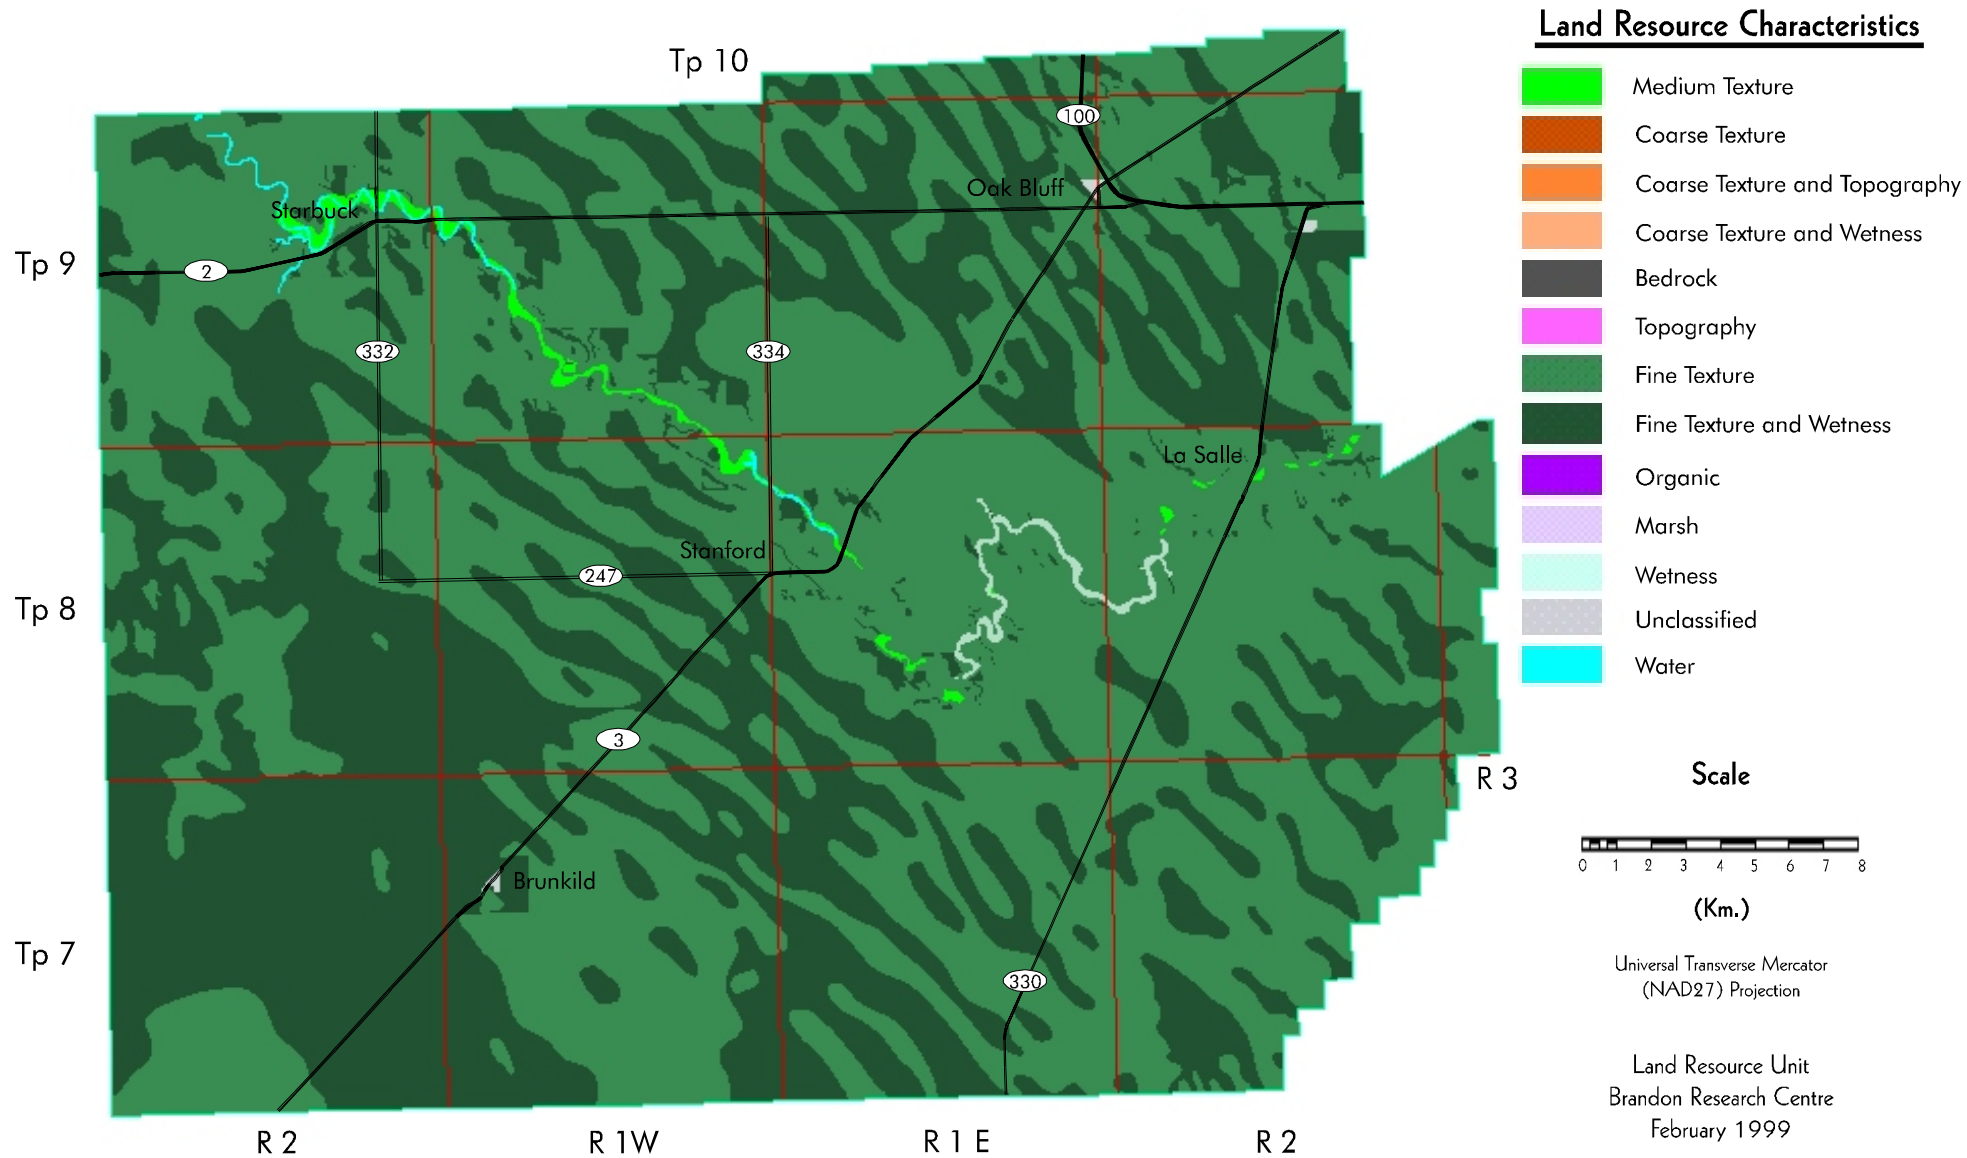 Land Resource Characteristics
Medium Texture
Coarse Texture
Coarse Texture and Topography
Coarse Texture and Wetness
Bedrock
Topography
Fine Texture
Fine Texture and Wetness
Organic
Marsh
Wetness
Unclassified
Water
Tp 10
100
Oak Bluff
Starbuck
Tp 9
2
332
334
La Salle
Stanford
247
Tp 8
3
R 3
Brunkild
Tp 7
330
R 2
R 1W
R 1 E
R 2
Scale
0 1 2 3 4 5 6 7 8
(Km.)
Universal Transverse Mercator
(NAD27) Projection
Land Resource Unit
Brandon Research Centre
February 1999